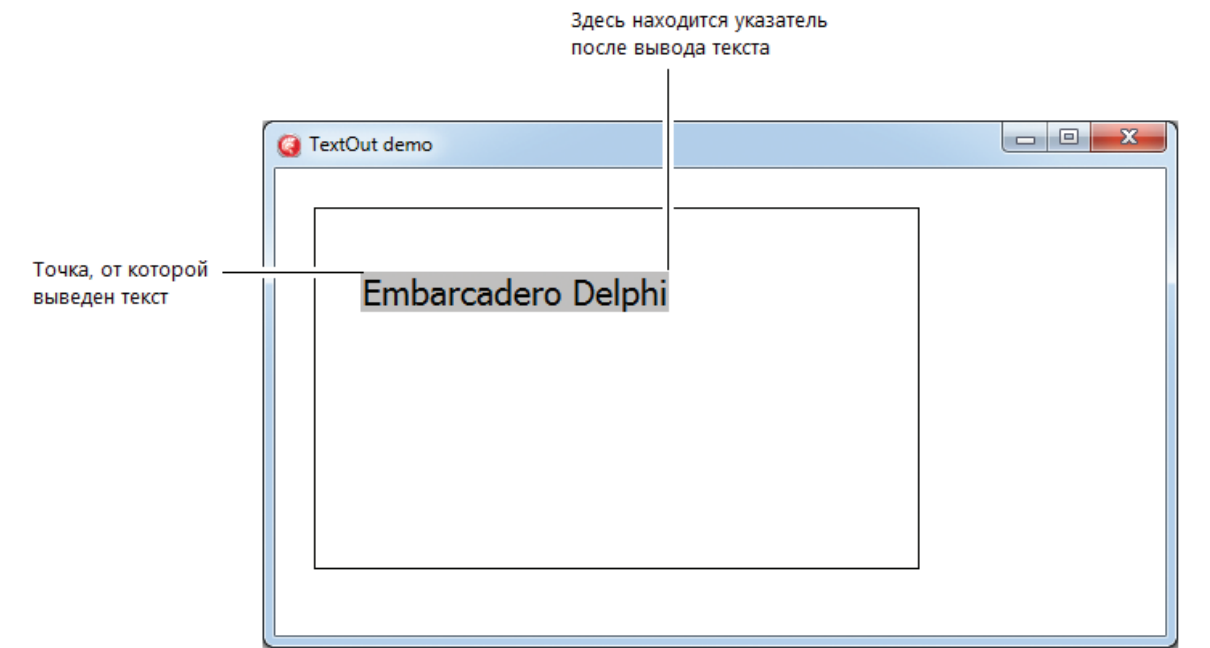 Здесь находится указатель
после вывода текста
TextOut demo
Точка, от которой
выведен текст
Embarcadero Delphi